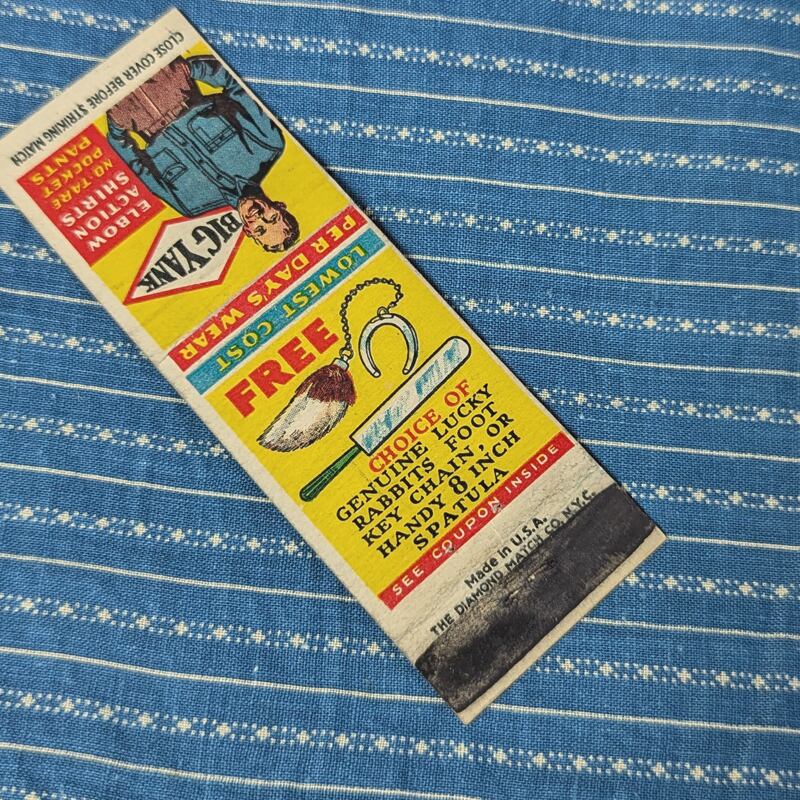 CLOSE COVER BEFORE STRIKING MATCH
ELBOW
ACTION
SHIRTS
NO. TARE
POCKET
PANTS
BIG YANK
LOWEST COST
PER DAY'S WEAR
FREE
CHOICE OF
GENUINE LUCKY
RABBITS FOOT
KEY CHAIN, OR
HANDY 8 INCH
SPATULA
SEE COUPON INSIDE
Made in U.S.A.
THE DIAMOND MATCH CO. N.Y.C.